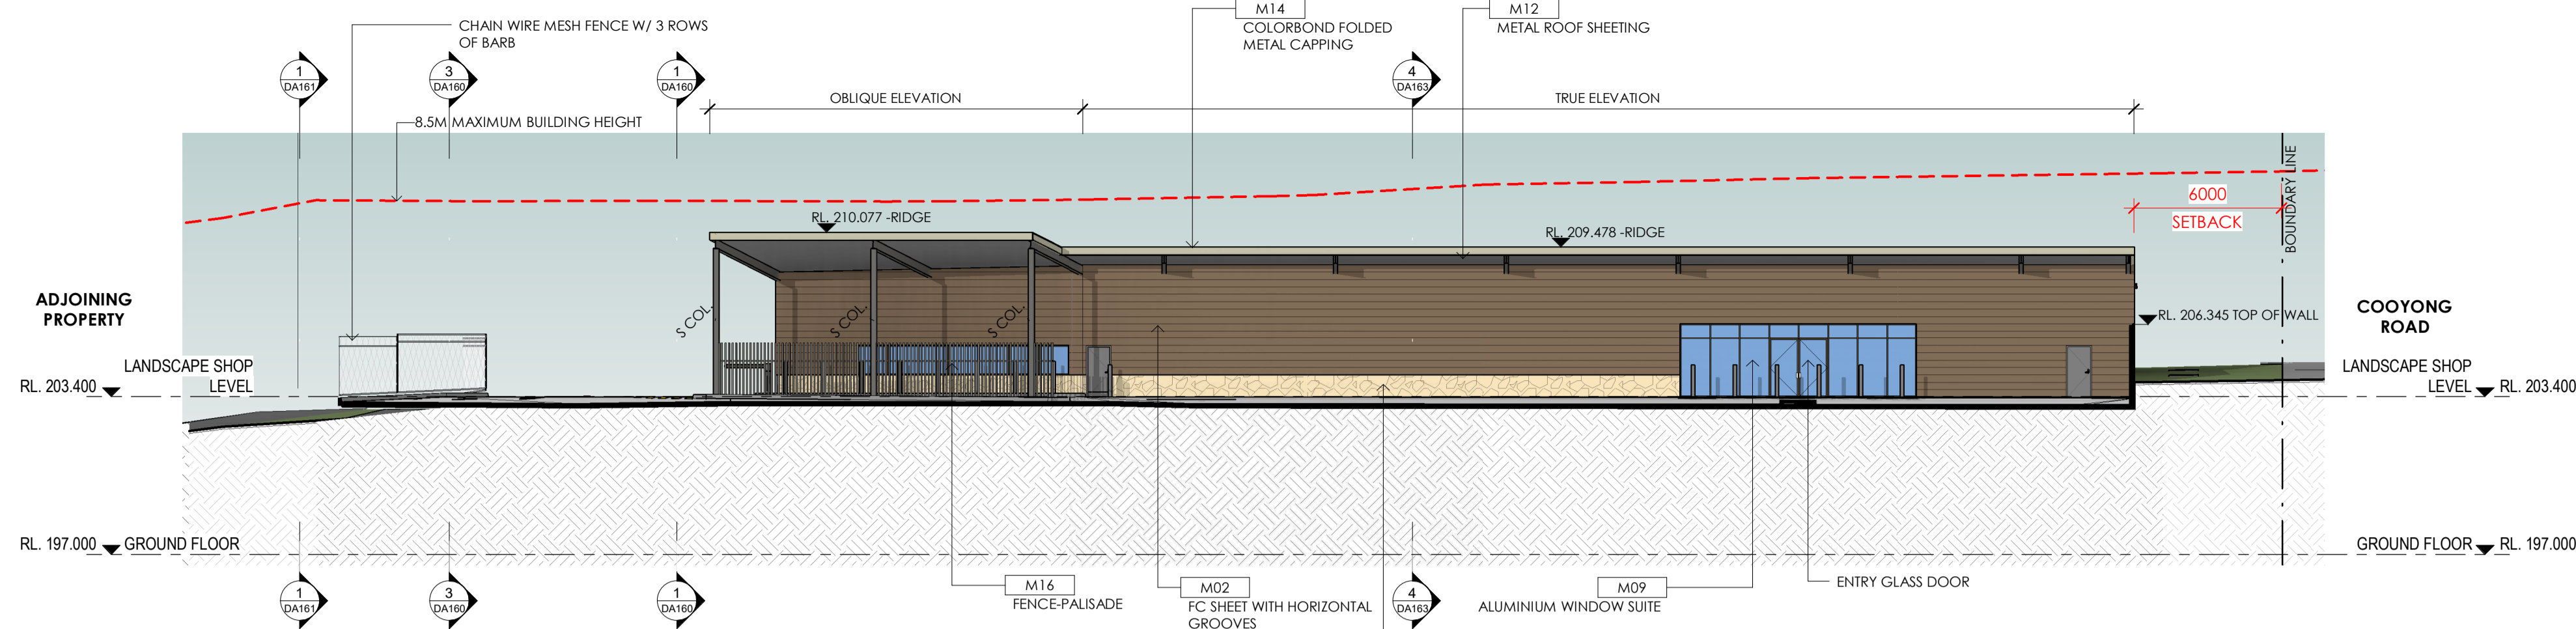 M14
COLORBOND FOLDED
METAL CAPPING
M12
METAL ROOF SHEETING
CHAIN WIRE MESH FENCE W/ 3 ROWS
OF BARB
1
DA161
3
DA160
1
DA160
4
DA163
OBLIQUE ELEVATION
TRUE ELEVATION
8.5M MAXIMUM BUILDING HEIGHT
BOUNDARY LINE
6000
SETBACK
RL. 210.077 -RIDGE
RL. 209.478 -RIDGE
ADJOINING
PROPERTY
S COL.
S COL.
S COL.
RL. 206.345 TOP OF WALL
COOYONG
ROAD
LANDSCAPE SHOP
LEVEL
RL. 203.400
LANDSCAPE SHOP
LEVEL
RL. 203.400
RL. 197.000
GROUND FLOOR
GROUND FLOOR
RL. 197.000
1
DA161
3
DA160
1
DA160
M16
FENCE-PALISADE
M02
FC SHEET WITH HORIZONTAL
GROOVES
4
DA163
M09
ALUMINIUM WINDOW SUITE
ENTRY GLASS DOOR